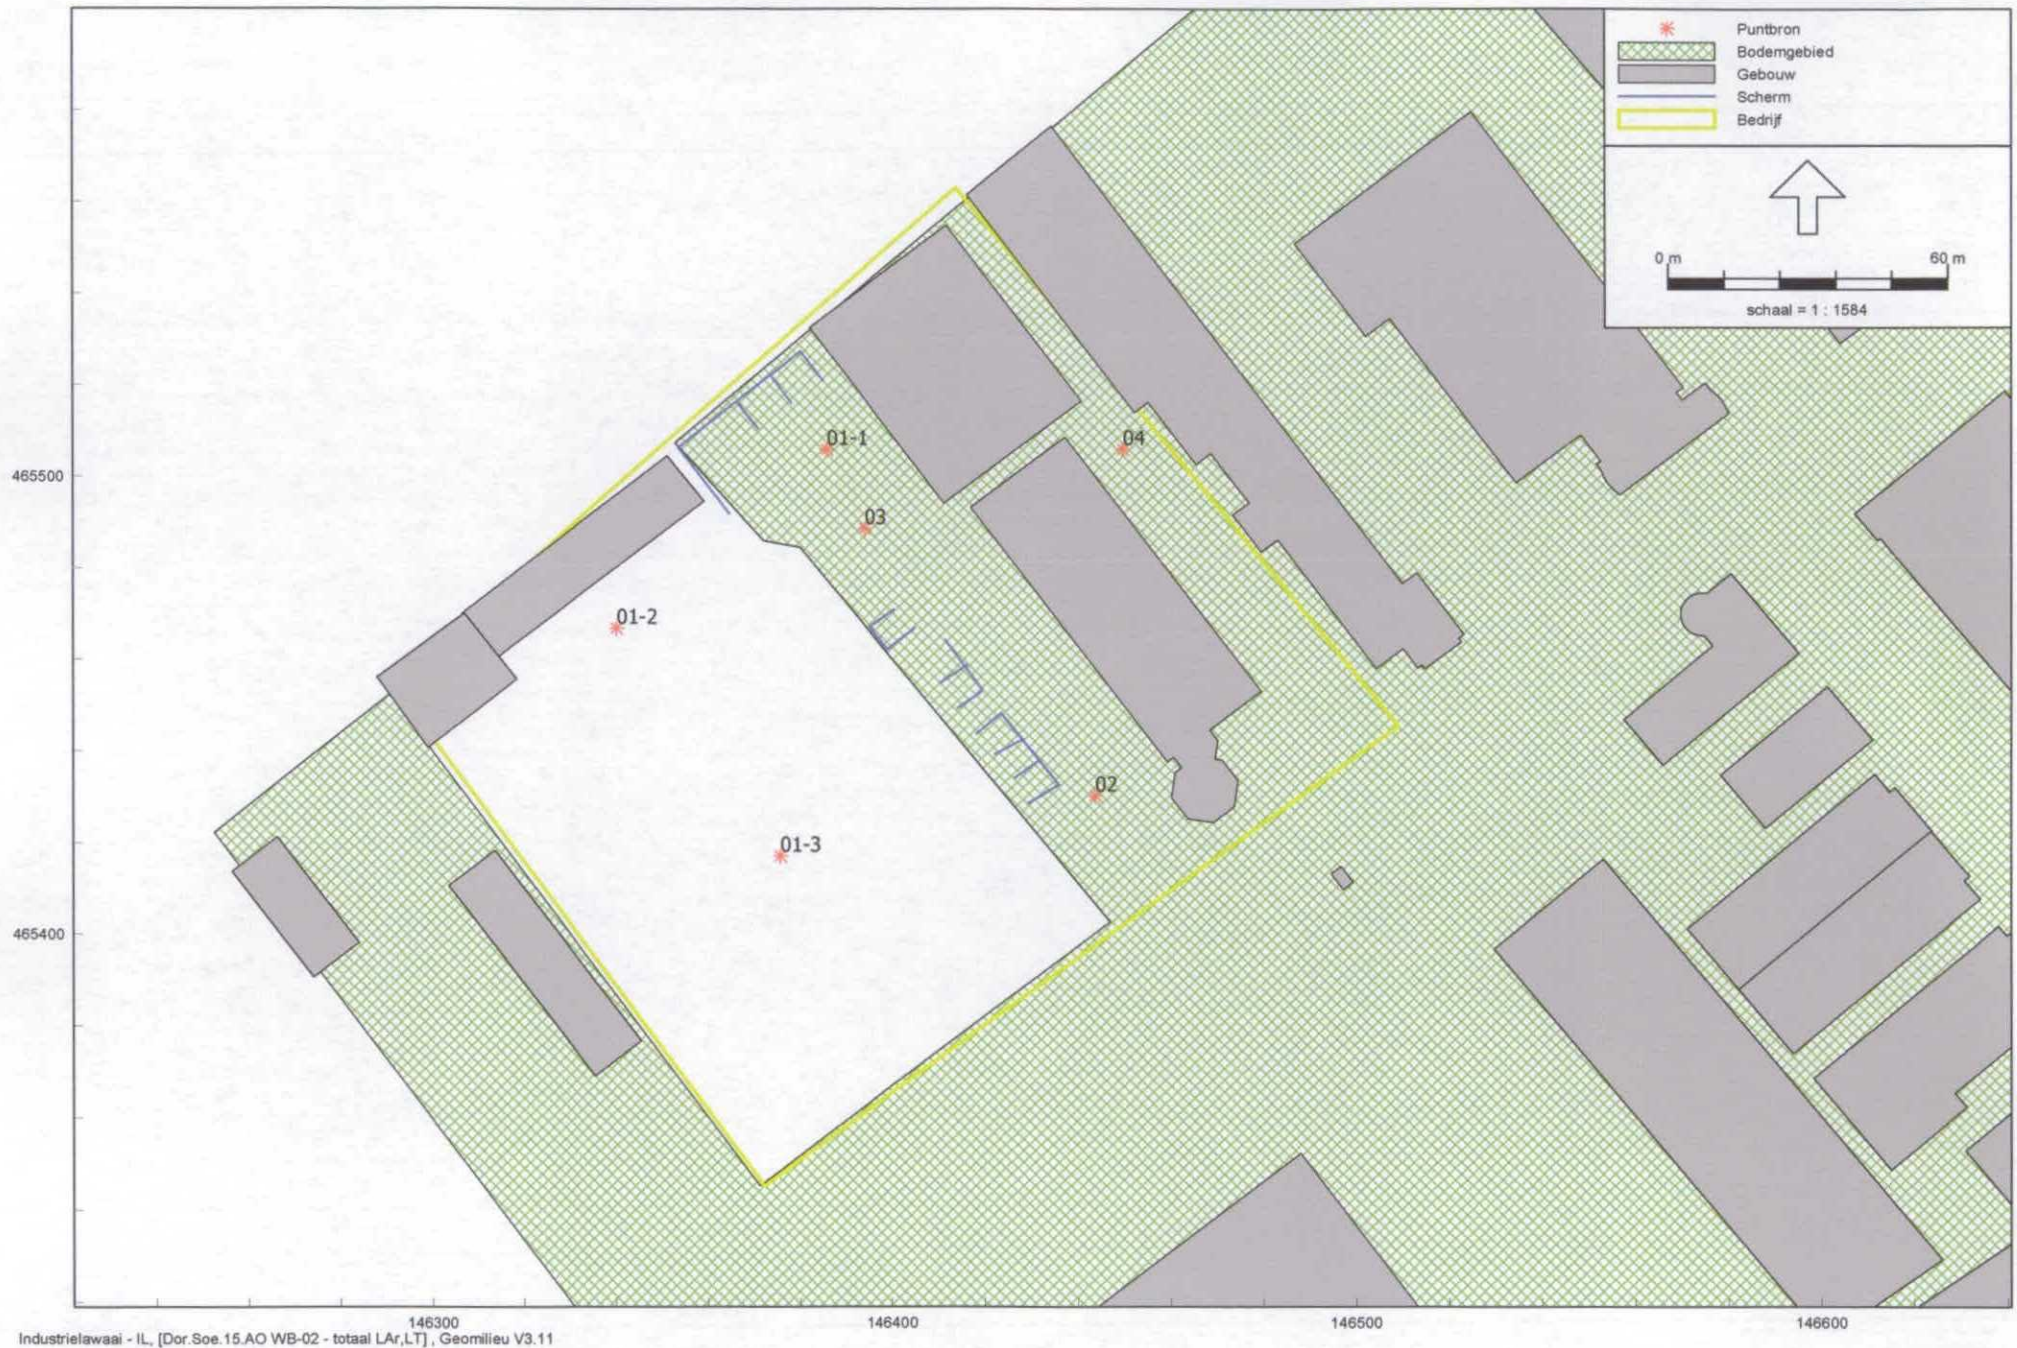 Puntbron
Bodemgebied
Gebouw
Scherm
Bedrijf
0 m 60 m
schaal = 1 : 1584
01-1
04
465500
03
01-2
02
01-3
465400
146300 146400 146500 146600
Industrielawaai - IL, [Dor.Soe.15.AO WB-02 - totaal LAr,LT] , Geomilieu V3.11